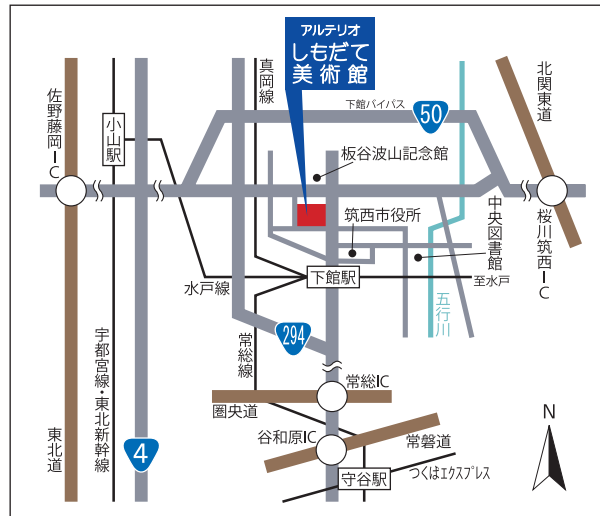 アルテリオ
しもだて
美術館
真岡線
下館バイパス
50
北関東道
佐野藤岡IC
小山駅
板谷波山記念館
筑西市役所
中央図書館
桜川筑西IC
下館駅
水戸線
至水戸
五行川
宇都宮線・東北新幹線
常総線
294
常総IC
圏央道
東北道
4
谷和原IC
常磐道
守谷駅
つくばエクスプレス
N